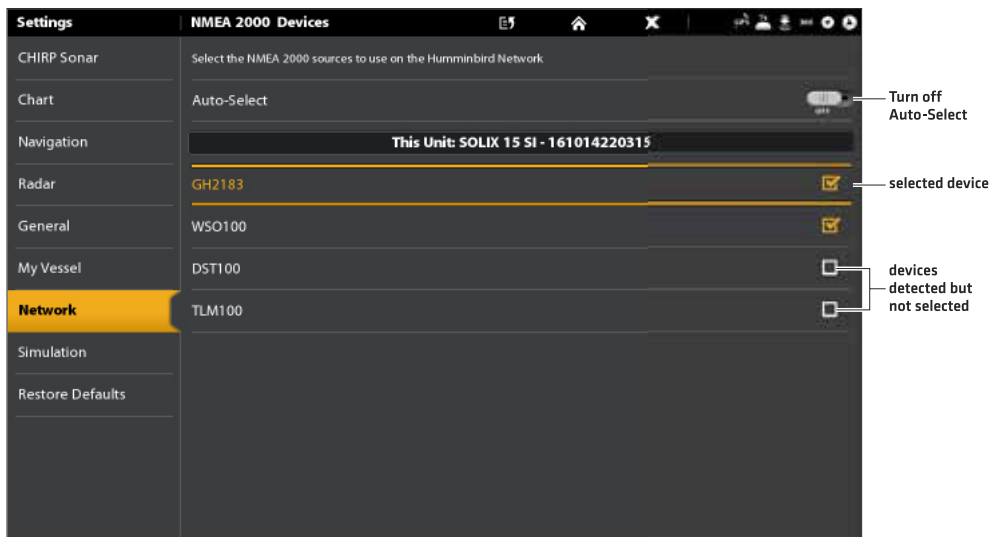 Settings
NMEA 2000 Devices
CHIRP Sonar
Select the NMEA 2000 sources to use on the Humminbird Network
Chart
Auto-Select
OFF
Turn off
Auto-Select
Navigation
This Unit: SOLIX 15 SI - 161014220315
Radar
GH2183
selected device
General
WSO100
My Vessel
DST100
devices
detected but
not selected
Network
TLM100
Simulation
Restore Defaults